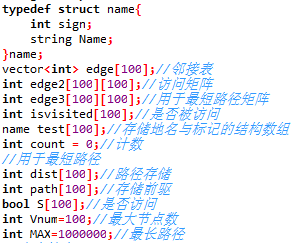 typedef struct name{
int sign;
string Name;
}name;
vector<int> edge[100];//邻接表
int edge2[100][100];//访问矩阵
int edge3[100][100];//用于最短路径矩阵
int isvisited[100];//是否被访问
name test[100];//存储地名与标记的结构数组
int count = 0;//计数
//用于最短路径
int dist[100];//路径存储
int path[100];//存储前驱
bool S[100];//是否访问
int Vnum=100;//最大节点数
int MAX=1000000;//最长路径